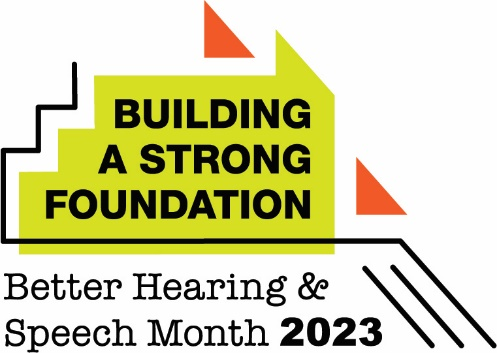 BUILDING
A STRONG
FOUNDATION
Better Hearing &
Speech Month 2023